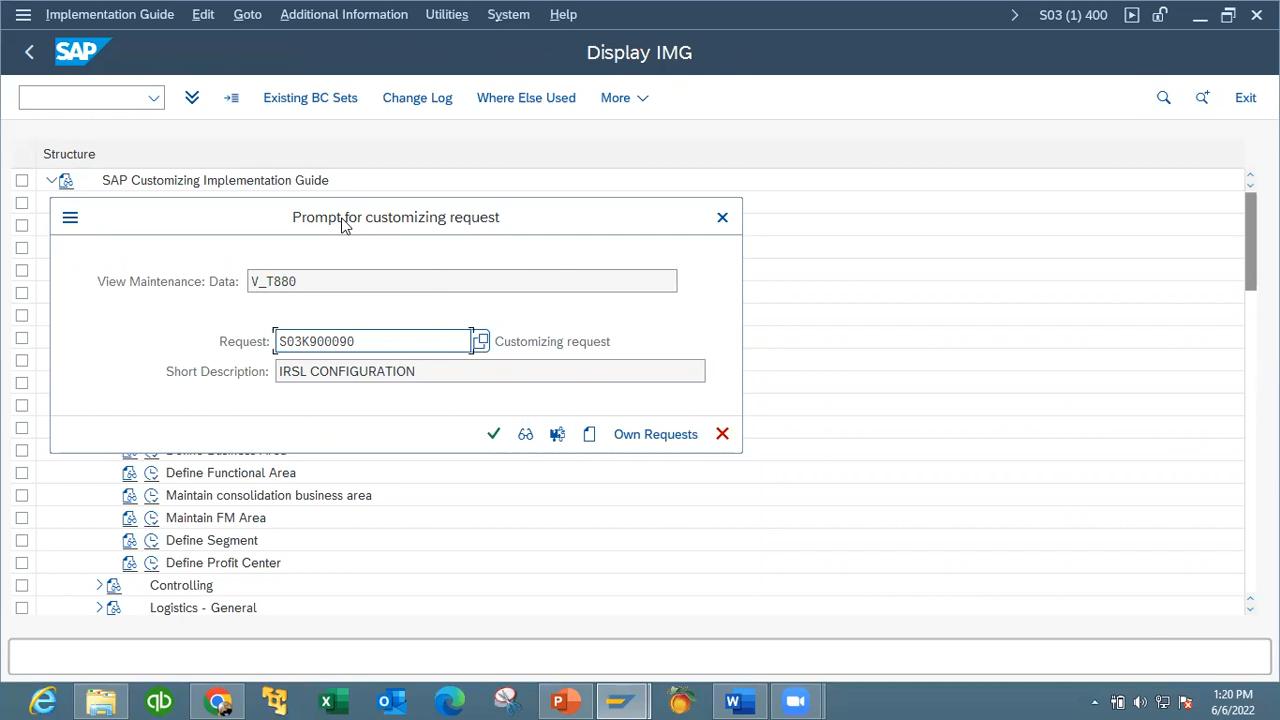 Implementation Guide Edit Goto Additional Information Utilities System Help S03 (1) 400
SAP Display IMG
Existing BC Sets Change Log Where Else Used More Exit
Structure
SAP Customizing Implementation Guide
Prompt for customizing request
View Maintenance: Data: V_T880
Request: S03K900090 Customizing request
Short Description: IRSL CONFIGURATION
Own Requests
Define Functional Area
Maintain consolidation business area
Maintain FM Area
Define Segment
Define Profit Center
Controlling
Logistics - General
1:20 PM
6/6/2022